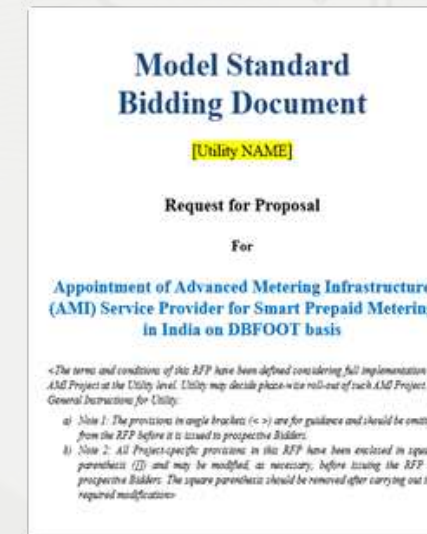 Model Standard
Bidding Document
[Utility NAME]
Request for Proposal
For
Appointment of Advanced Metering Infrastructure
(AMI) Service Provider for Smart Prepaid Metering
in India on DBFOOT basis
<The terms and conditions of this RFP have been defined considering full implementation
AMI Project at the Utility level. Utility may decide phase-wise roll-out of such AMI Project
General Instructions for Utility:
a) Note 1: The provisions in angle brackets (< >) are for guidance and should be
from the RFP before it is issued to prospective Bidders.
b) Note 2: All Project-specific provisions in this RFP have been enclosed in
parenthesis ([]) and may be modified, as necessary, before issuing the RFP
prospective Bidders. The square parenthesis should be removed after carrying out
required modification>